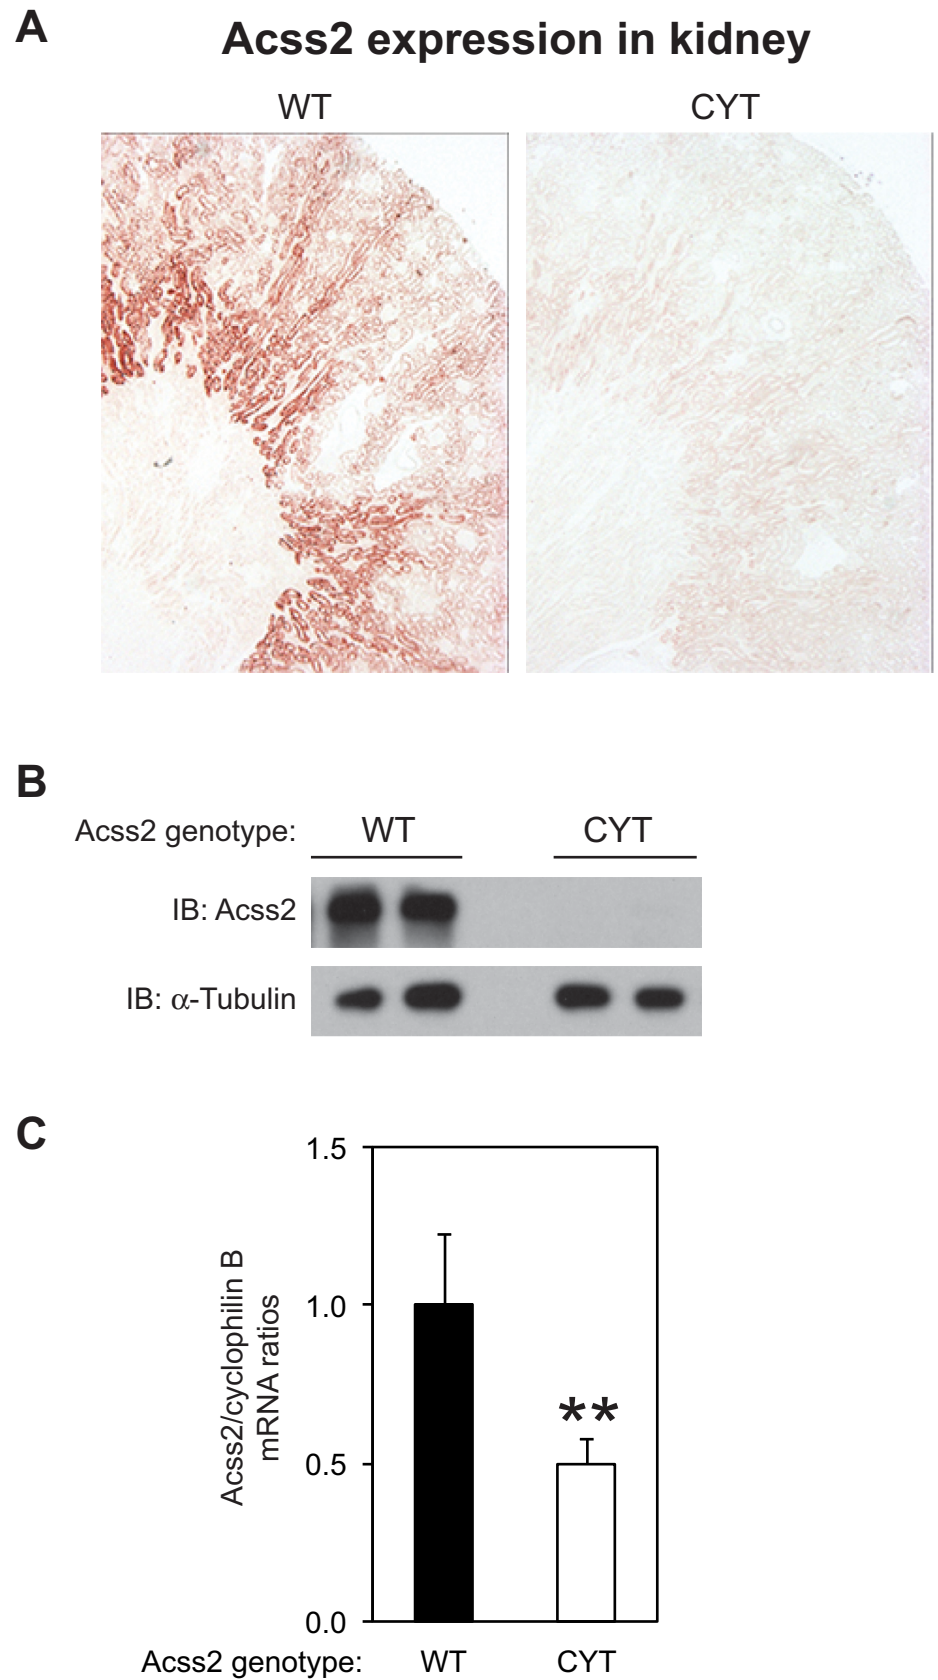 A
Acss2 expression in kidney
WT CYT
B
Acss2 genotype: WT CYT
IB: Acss2
IB: α-Tubulin
C
Acss2/cyclophilin B
mRNA ratios
1.5
1.0
0.5
0.0
**
Acss2 genotype: WT CYT